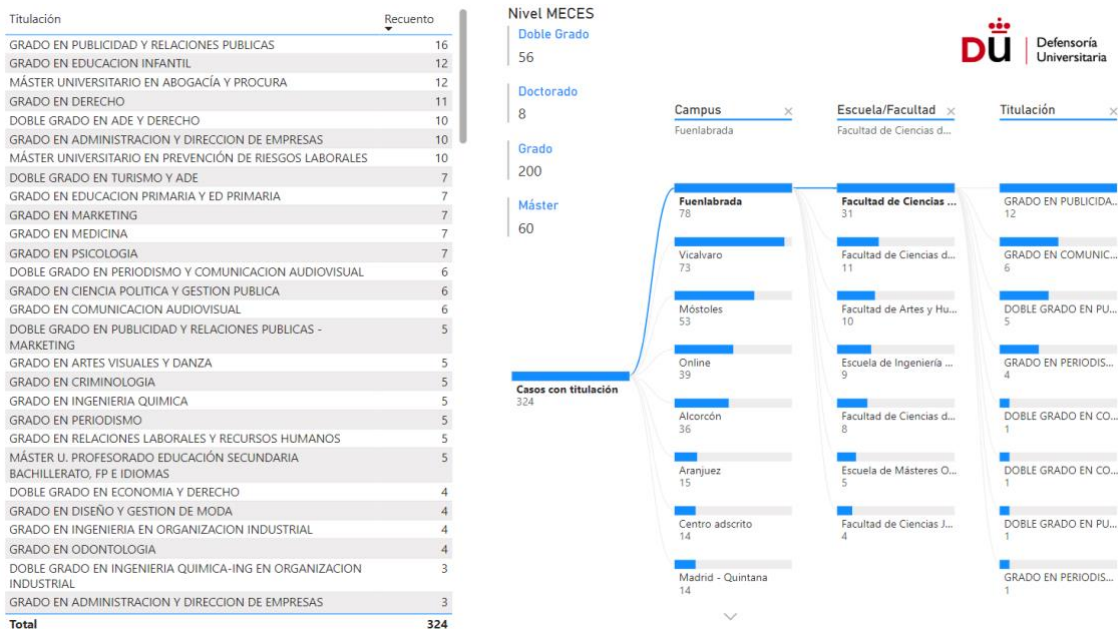 Titulación Recuento
GRADO EN PUBLICIDAD Y RELACIONES PUBLICAS 16
GRADO EN EDUCACION INFANTIL 12
MÁSTER UNIVERSITARIO EN ABOGACÍA Y PROCURA 12
GRADO EN DERECHO 11
DOBLE GRADO EN ADE Y DERECHO 10
GRADO EN ADMINISTRACION Y DIRECCION DE EMPRESAS 10
MÁSTER UNIVERSITARIO EN PREVENCIÓN DE RIESGOS LABORALES 10
DOBLE GRADO EN TURISMO Y ADE 7
GRADO EN EDUCACION PRIMARIA Y ED PRIMARIA 7
GRADO EN MARKETING 7
GRADO EN MEDICINA 7
GRADO EN PSICOLOGIA 7
DOBLE GRADO EN PERIODISMO Y COMUNICACION AUDIOVISUAL 6
GRADO EN CIENCIA POLITICA Y GESTION PUBLICA 6
GRADO EN COMUNICACION AUDIOVISUAL 6
DOBLE GRADO EN PUBLICIDAD Y RELACIONES PUBLICAS - 5
MARKETING
GRADO EN ARTES VISUALES Y DANZA 5
GRADO EN CRIMINOLOGIA 5
GRADO EN INGENIERIA QUIMICA 5
GRADO EN PERIODISMO 5
GRADO EN RELACIONES LABORALES Y RECURSOS HUMANOS 5
MÁSTER U. PROFESORADO EDUCACIÓN SECUNDARIA 5
BACHILLERATO, FP E IDIOMAS
DOBLE GRADO EN ECONOMIA Y DERECHO 4
GRADO EN DISEÑO Y GESTION DE MODA 4
GRADO EN INGENIERIA EN ORGANIZACION INDUSTRIAL 4
GRADO EN ODONTOLOGIA 4
DOBLE GRADO EN INGENIERIA QUIMICA-ING EN ORGANIZACION 3
INDUSTRIAL
GRADO EN ADMINISTRACION Y DIRECCION DE EMPRESAS 3
Total 324
Nivel MECES
Doble Grado
56
Doctorado
8
Grado
200
Máster
60
DÜ
Defensoría
Universitaria
Casos con titulación
324
Campus
Fuenlabrada
Fuenlabrada
78
Vicalvaro
73
Móstoles
53
Online
39
Alcorcón
36
Aranjuez
15
Centro adscrito
14
Madrid - Quintana
14
Escuela/Facultad
Facultad de Ciencias d...
Facultad de Ciencias ...
31
Facultad de Ciencias d...
11
Facultad de Artes y Hu...
10
Escuela de Ingeniería ...
9
Facultad de Ciencias d...
8
Escuela de Másteres O...
5
Facultad de Ciencias J...
4
Titulación
GRADO EN PUBLICIDA...
12
GRADO EN COMUNIC...
6
DOBLE GRADO EN PU...
5
GRADO EN PERIODIS...
4
DOBLE GRADO EN CO...
1
DOBLE GRADO EN CO...
1
DOBLE GRADO EN PU...
1
GRADO EN PERIODIS...
1